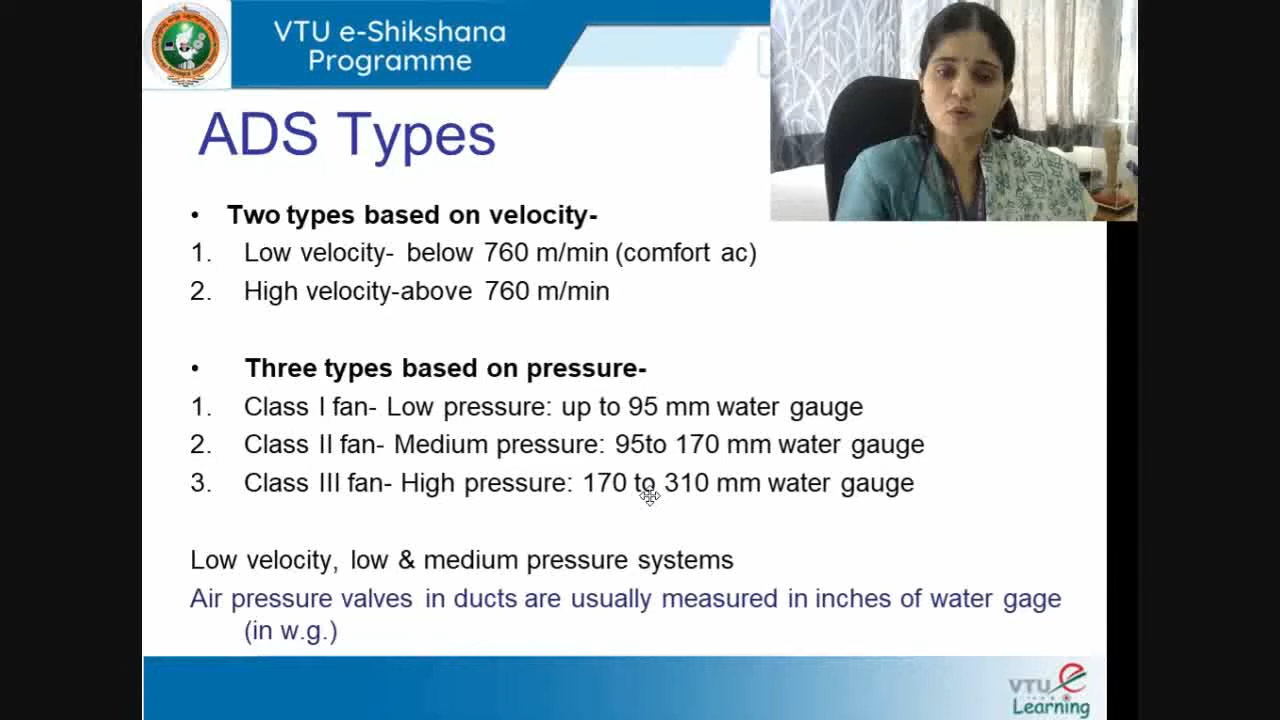 VTU e-Shikshana
Programme
ADS Types
• Two types based on velocity-
1. Low velocity- below 760 m/min (comfort ac)
2. High velocity-above 760 m/min
• Three types based on pressure-
1. Class I fan- Low pressure: up to 95 mm water gauge
2. Class II fan- Medium pressure: 95to 170 mm water gauge
3. Class III fan- High pressure: 170 to 310 mm water gauge
Low velocity, low & medium pressure systems
Air pressure valves in ducts are usually measured in inches of water gage
(in w.g.)
VTU e
Learning